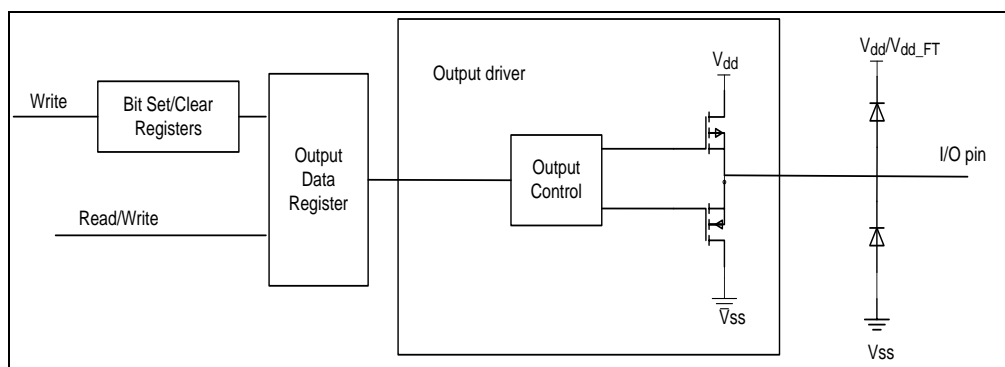 Write
Bit Set/Clear
Registers
Read/Write
Output
Data
Register
Output driver
Output
Control
Vdd
Vss
Vdd/Vdd_FT
I/O pin
Vss